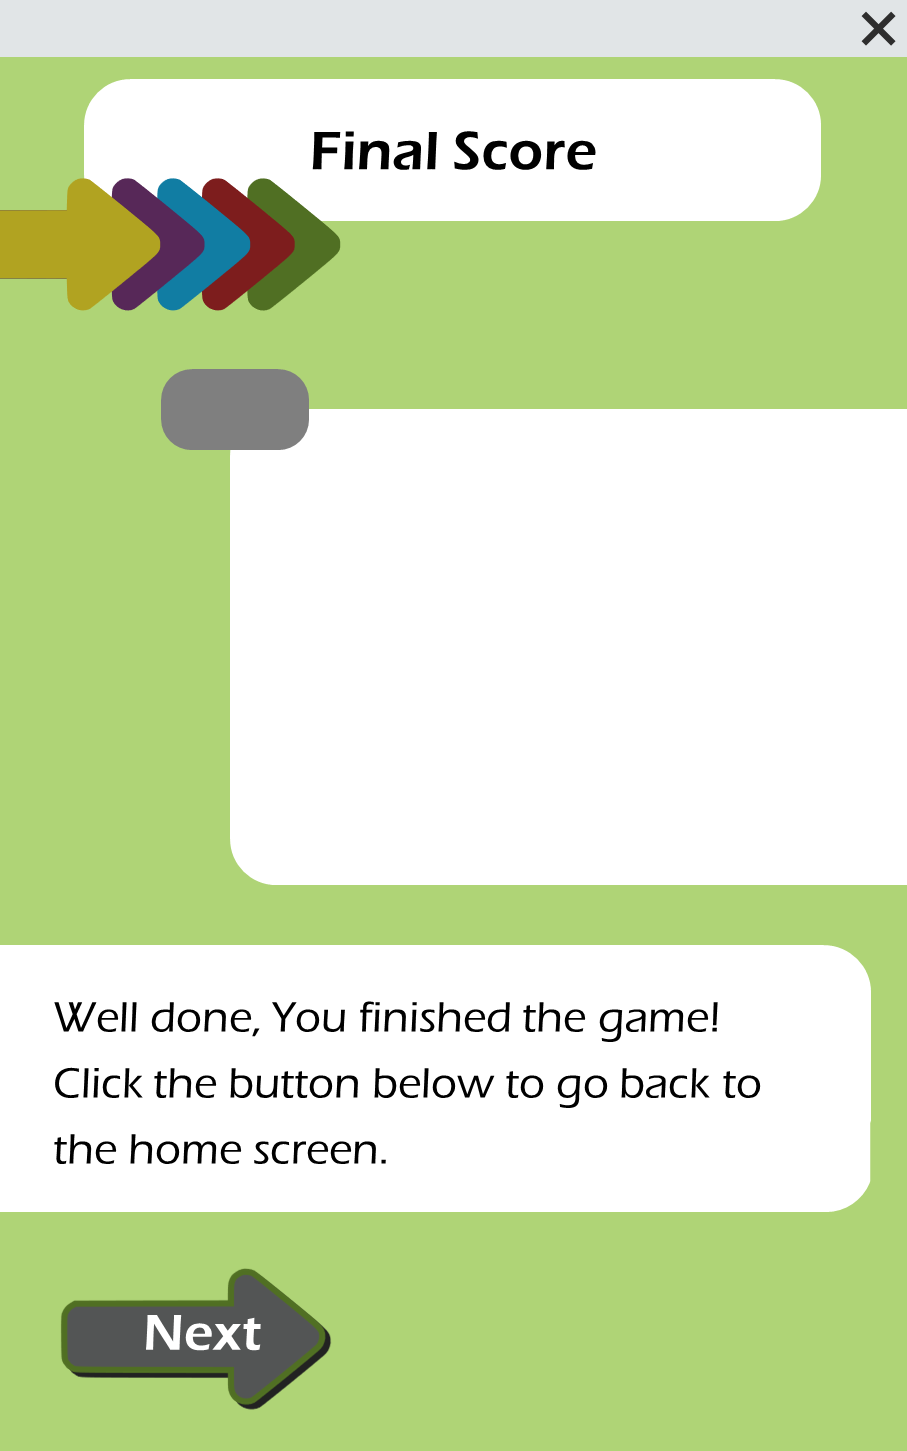 Final Score
Well done, You finished the game!
Click the button below to go back to
the home screen.
Next